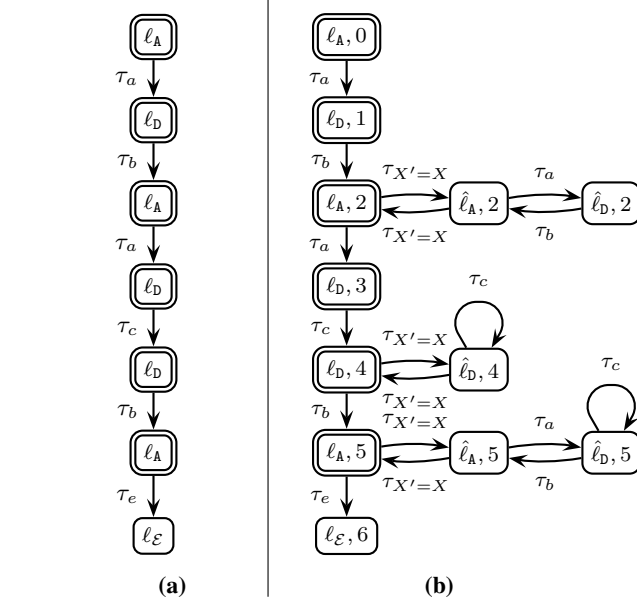 ℓ_A
τ_a
ℓ_D
τ_b
ℓ_A
τ_a
ℓ_D
τ_c
ℓ_D
τ_b
ℓ_A
τ_e
ℓ_ℰ
(a)
ℓ_A, 0
τ_a
ℓ_D, 1
τ_b
ℓ_A, 2
τ_{X'=X}
τ_{X'=X}
ℓ̂_A, 2
τ_a
τ_b
ℓ̂_D, 2
τ_a
ℓ_D, 3
τ_c
ℓ_D, 4
τ_{X'=X}
τ_{X'=X}
ℓ̂_D, 4
τ_c
τ_b
ℓ_A, 5
τ_{X'=X}
τ_{X'=X}
ℓ̂_A, 5
τ_a
τ_b
ℓ̂_D, 5
τ_c
τ_e
ℓ_ℰ, 6
(b)